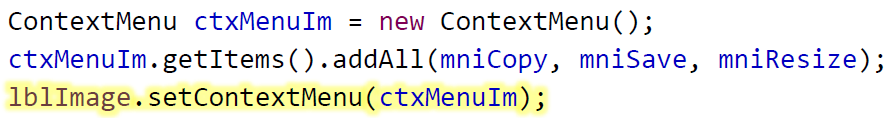 ContextMenu ctxMenuIm = new ContextMenu();
ctxMenuIm.getItems().addAll(mniCopy, mniSave, mniResize);
lblImage.setContextMenu(ctxMenuIm);